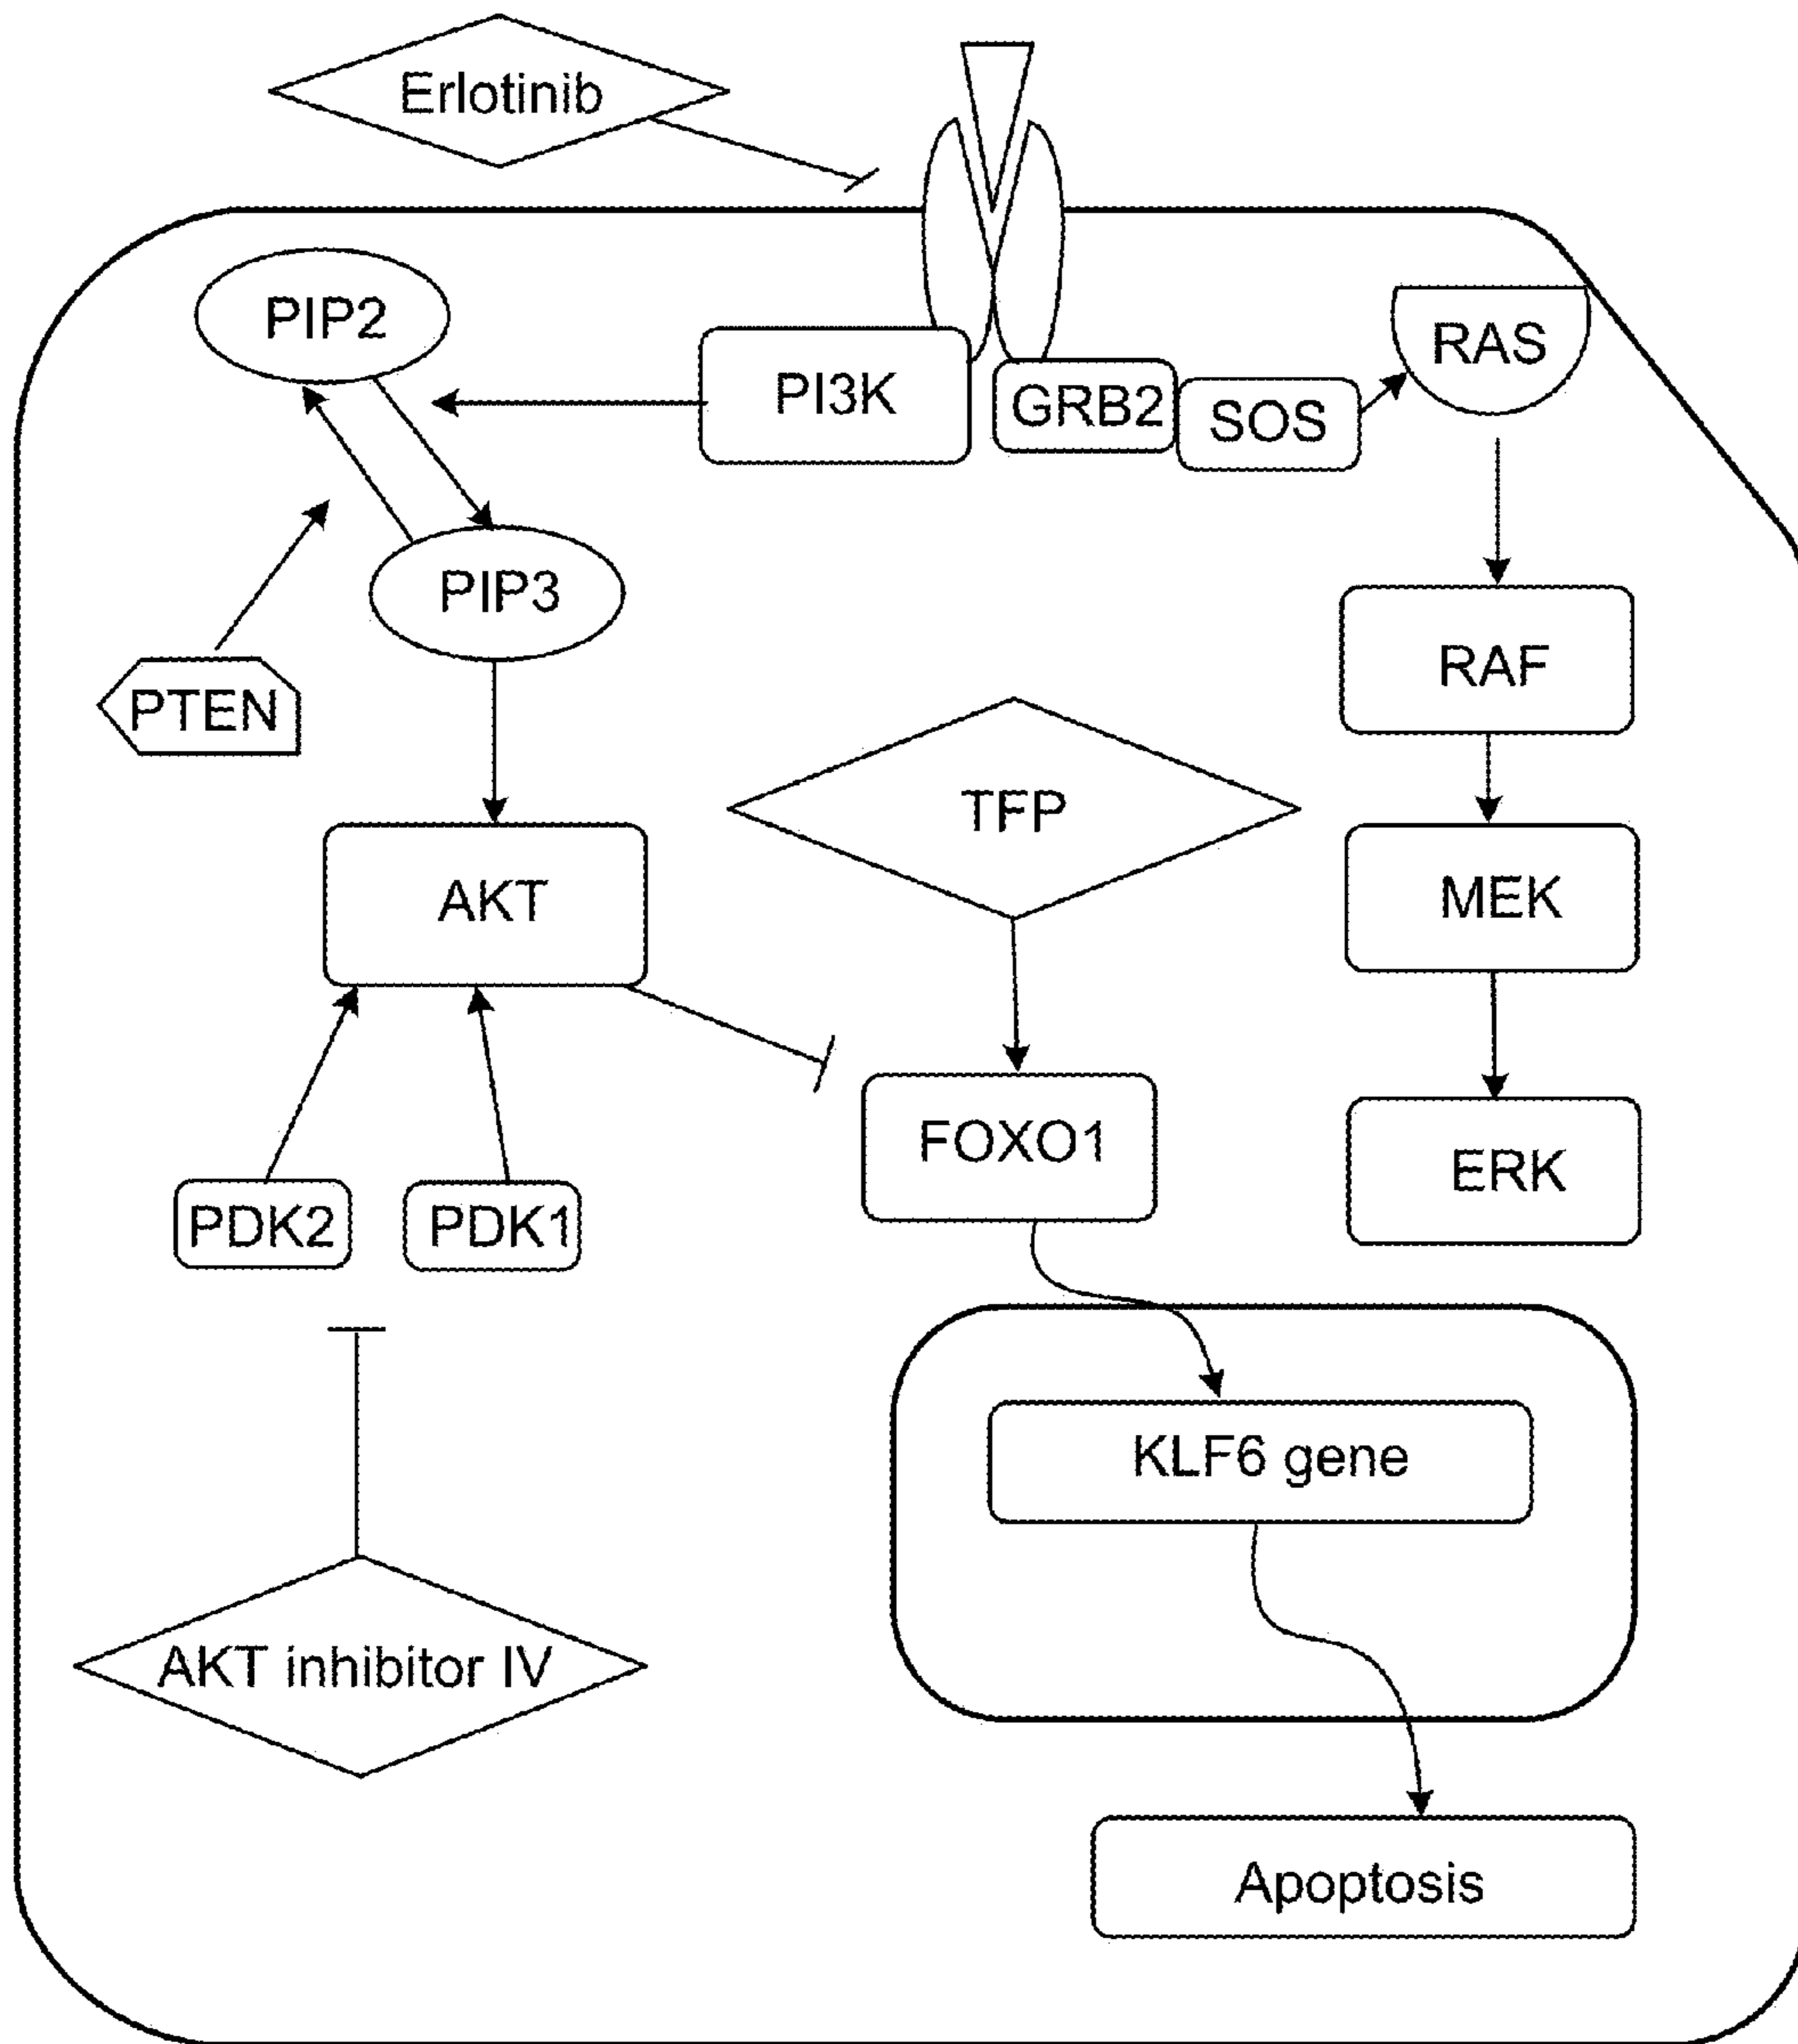 Erlotinib
PIP2
RAS
PI3K
GRB2
SOS
PIP3
RAF
PTEN
TFP
AKT
MEK
FOXO1
ERK
PDK2
PDK1
KLF6 gene
AKT inhibitor IV
Apoptosis